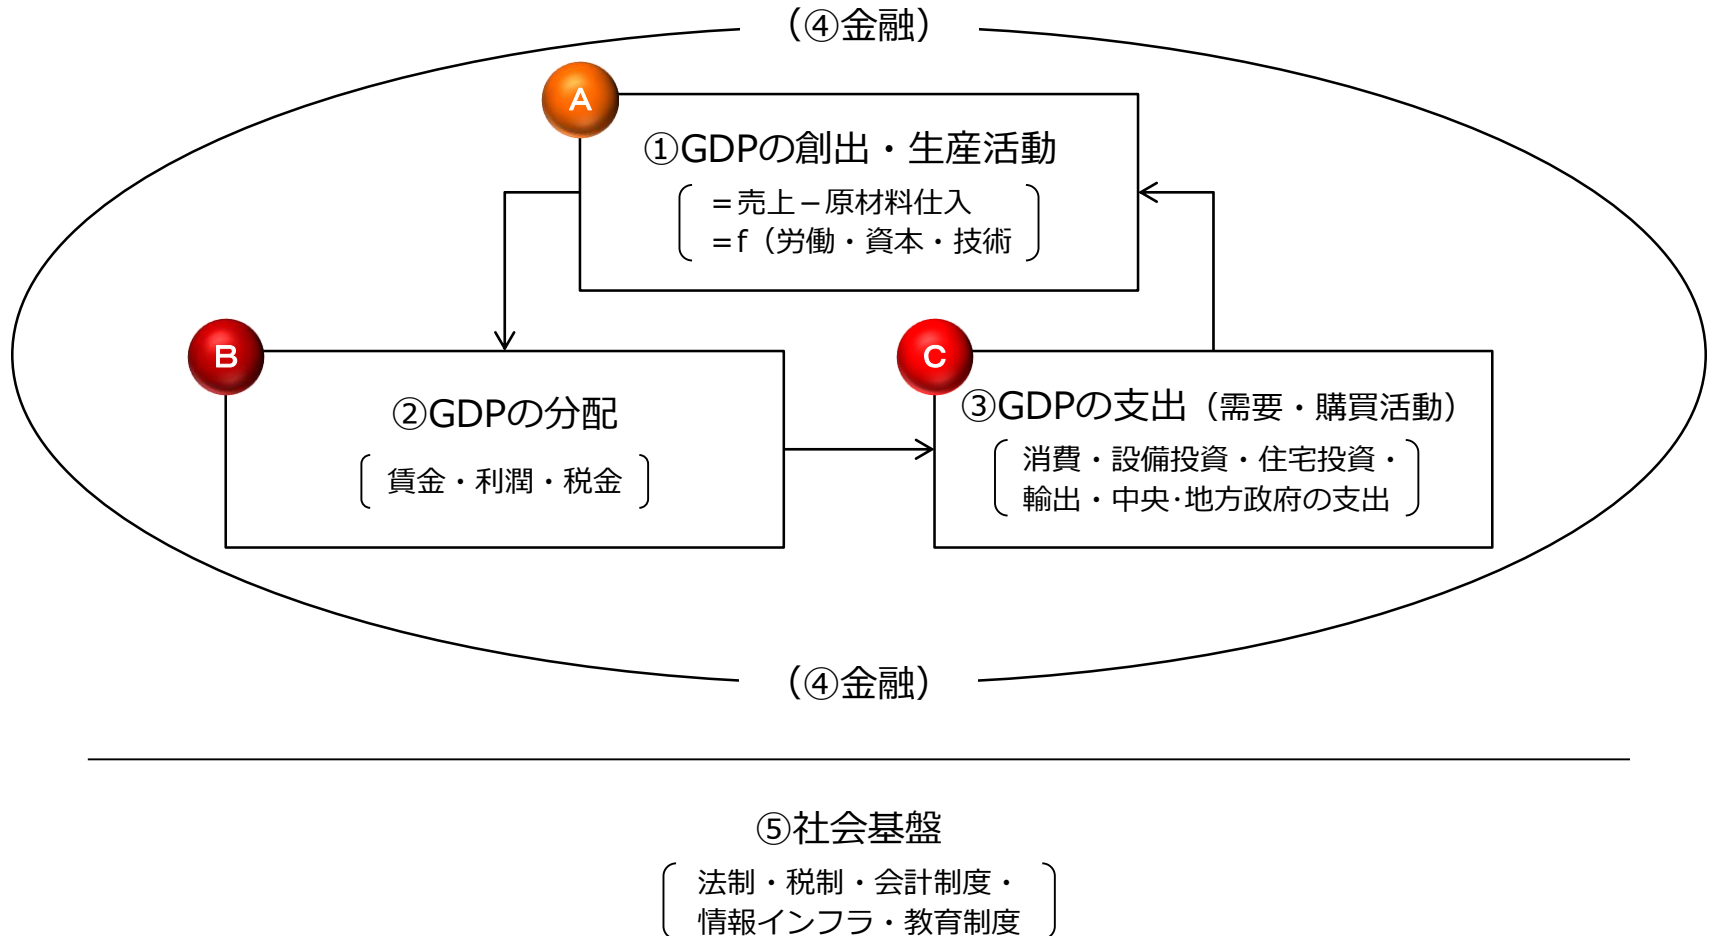 （④金融）
A
①GDPの創出・生産活動
＝売上－原材料仕入
＝f（労働・資本・技術
B
②GDPの分配
賃金・利潤・税金
C
③GDPの支出（需要・購買活動）
消費・設備投資・住宅投資・
輸出・中央･地方政府の支出
（④金融）
⑤社会基盤
法制・税制・会計制度・
情報インフラ・教育制度